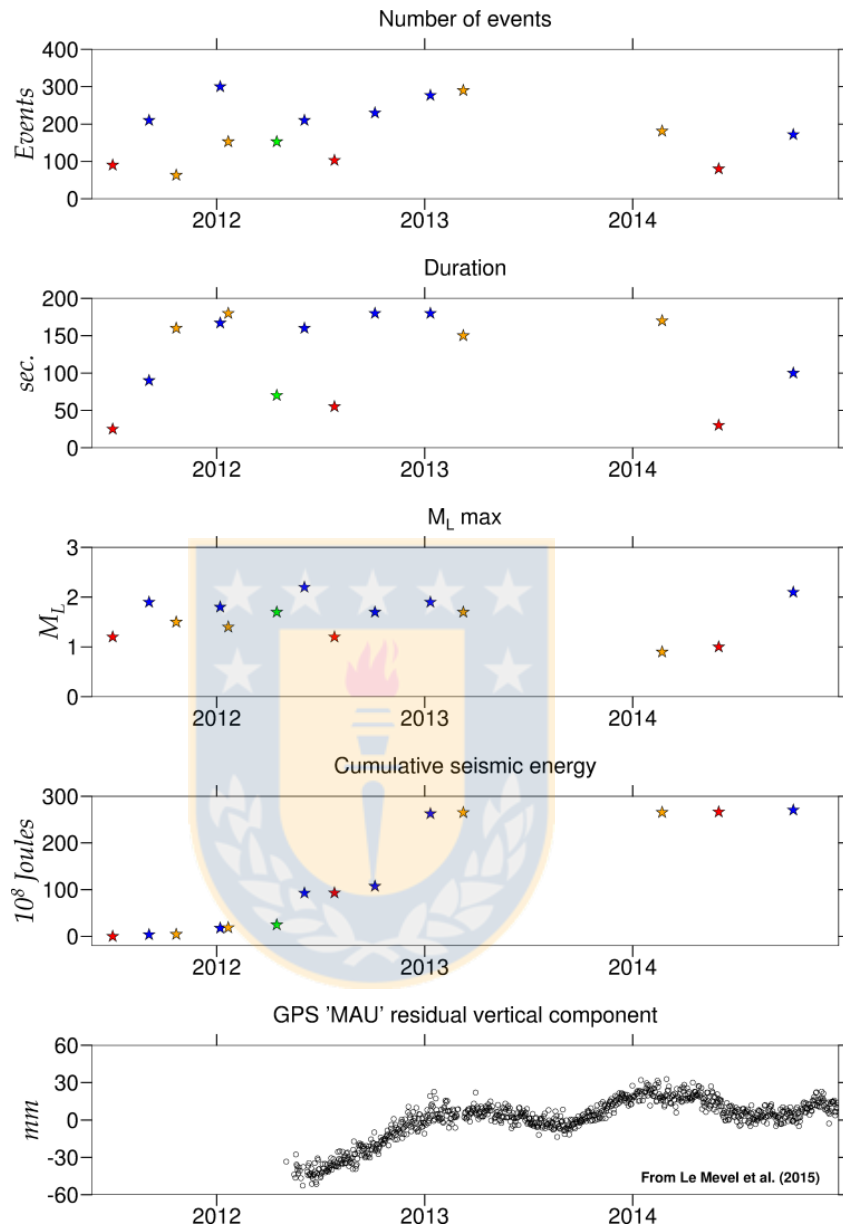 Number of events
400
300
200
100
0
Events
2012 2013 2014
Duration
200
150
100
50
0
sec.
2012 2013 2014
M_L max
3
2
1
0
M_L
2012 2013 2014
Cumulative seismic energy
300
200
100
0
10^8 Joules
2012 2013 2014
GPS 'MAU' residual vertical component
60
30
0
-30
-60
mm
From Le Mevel et al. (2015)
2012 2013 2014